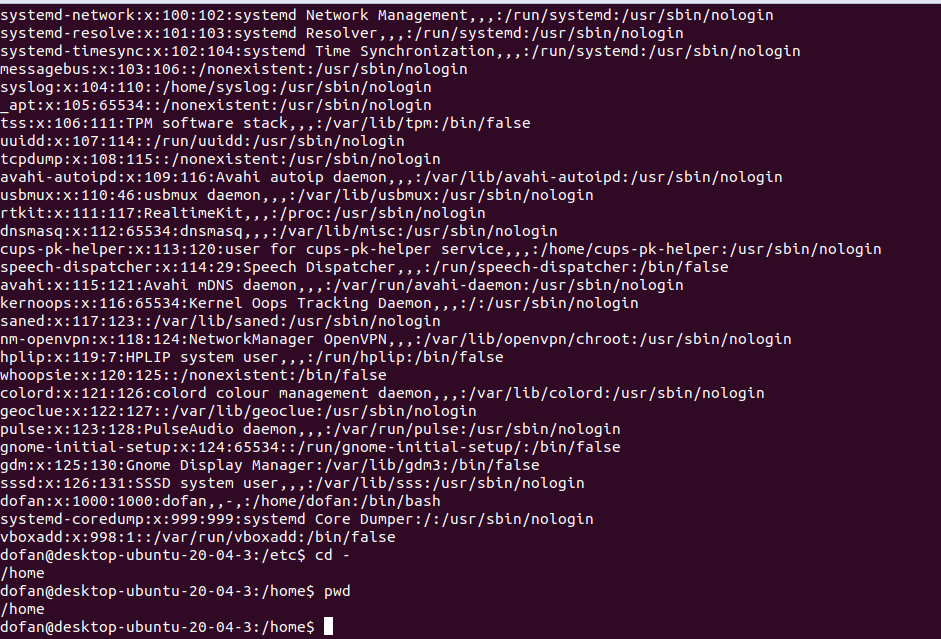 systemd-network:x:100:102:systemd Network Management,,,:/run/systemd:/usr/sbin/nologin
systemd-resolve:x:101:103:systemd Resolver,,,:/run/systemd:/usr/sbin/nologin
systemd-timesync:x:102:104:systemd Time Synchronization,,,:/run/systemd:/usr/sbin/nologin
messagebus:x:103:106::/nonexistent:/usr/sbin/nologin
syslog:x:104:110::/home/syslog:/usr/sbin/nologin
_apt:x:105:65534::/nonexistent:/usr/sbin/nologin
tss:x:106:111:TPM software stack,,,:/var/lib/tpm:/bin/false
uuidd:x:107:114::/run/uuidd:/usr/sbin/nologin
tcpdump:x:108:115::/nonexistent:/usr/sbin/nologin
avahi-autoipd:x:109:116:Avahi autoip daemon,,,:/var/lib/avahi-autoipd:/usr/sbin/nologin
usbmux:x:110:46:usbmux daemon,,,:/var/lib/usbmux:/usr/sbin/nologin
rtkit:x:111:117:RealtimeKit,,,:/proc:/usr/sbin/nologin
dnsmasq:x:112:65534:dnsmasq,,,:/var/lib/misc:/usr/sbin/nologin
cups-pk-helper:x:113:120:user for cups-pk-helper service,,,:/home/cups-pk-helper:/usr/sbin/nologin
speech-dispatcher:x:114:29:Speech Dispatcher,,,:/run/speech-dispatcher:/bin/false
avahi:x:115:121:Avahi mDNS daemon,,,:/var/run/avahi-daemon:/usr/sbin/nologin
kernoops:x:116:65534:Kernel Oops Tracking Daemon,,,:/:/usr/sbin/nologin
saned:x:117:123::/var/lib/saned:/usr/sbin/nologin
nm-openvpn:x:118:124:NetworkManager OpenVPN,,,:/var/lib/openvpn/chroot:/usr/sbin/nologin
hplip:x:119:7:HPLIP system user,,,:/run/hplip:/bin/false
whoopsie:x:120:125::/nonexistent:/bin/false
colord:x:121:126:colord colour management daemon,,,:/var/lib/colord:/usr/sbin/nologin
geoclue:x:122:127::/var/lib/geoclue:/usr/sbin/nologin
pulse:x:123:128:PulseAudio daemon,,,:/var/run/pulse:/usr/sbin/nologin
gnome-initial-setup:x:124:65534::/run/gnome-initial-setup/:/bin/false
gdm:x:125:130:Gnome Display Manager:/var/lib/gdm3:/bin/false
sssd:x:126:131:SSSD system user,,,:/var/lib/sss:/usr/sbin/nologin
dofan:x:1000:1000:dofan,,-,:/home/dofan:/bin/bash
systemd-coredump:x:999:999:systemd Core Dumper:/:/usr/sbin/nologin
vboxadd:x:998:1::/var/run/vboxadd:/bin/false
dofan@desktop-ubuntu-20-04-3:/etc$ cd -
/home
dofan@desktop-ubuntu-20-04-3:/home$ pwd
/home
dofan@desktop-ubuntu-20-04-3:/home$